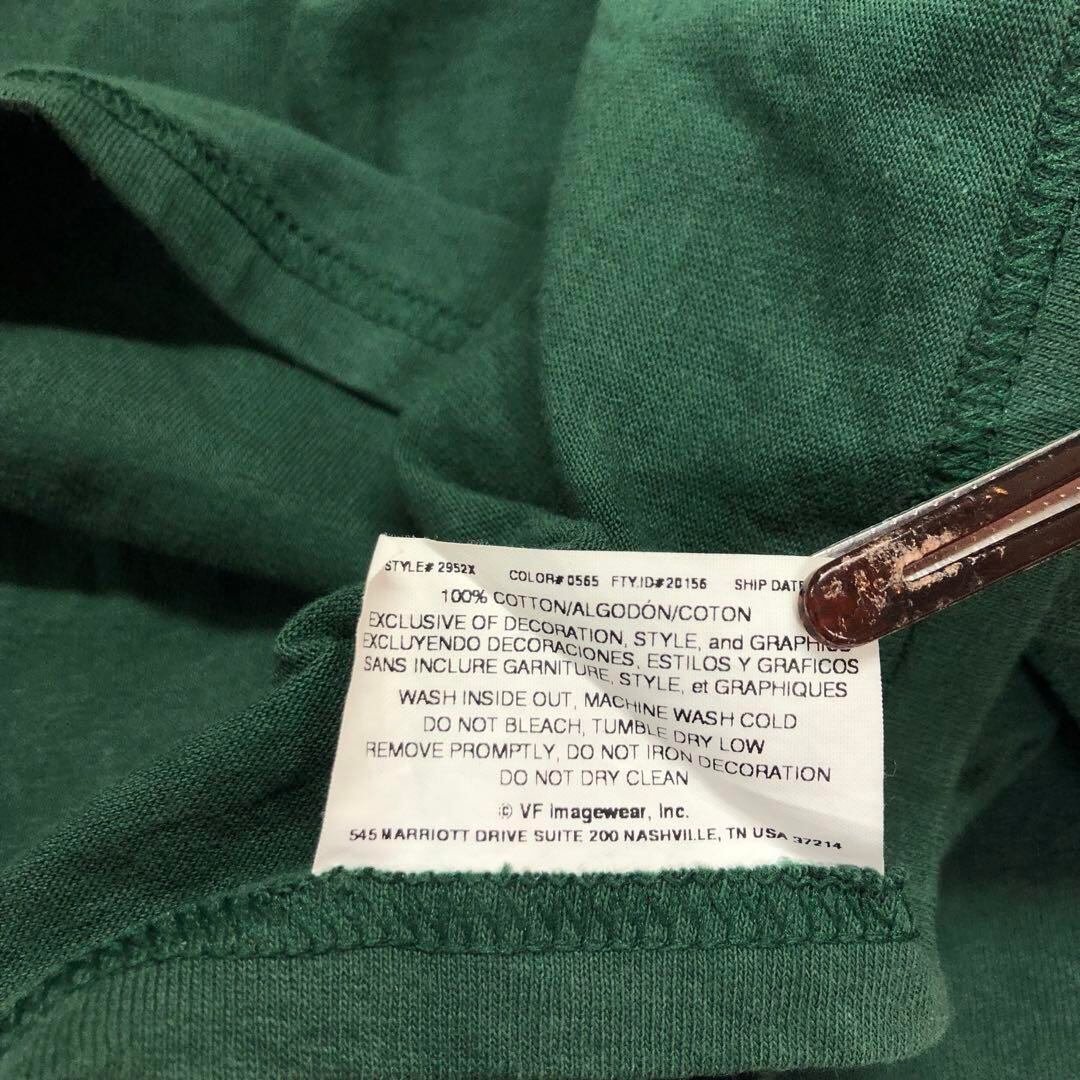 STYLE# 2952X COLOR# 0565 FTY.ID# 20156 SHIP DATE
100% COTTON/ALGODÓN/COTON
EXCLUSIVE OF DECORATION, STYLE, and GRAPHICS
EXCLUYENDO DECORACIONES, ESTILOS Y GRAFICOS
SANS INCLURE GARNITURE, STYLE, et GRAPHIQUES
WASH INSIDE OUT, MACHINE WASH COLD
DO NOT BLEACH, TUMBLE DRY LOW
REMOVE PROMPTLY, DO NOT IRON DECORATION
DO NOT DRY CLEAN
© VF Imagewear, Inc.
545 MARRIOTT DRIVE SUITE 200 NASHVILLE, TN USA 37214